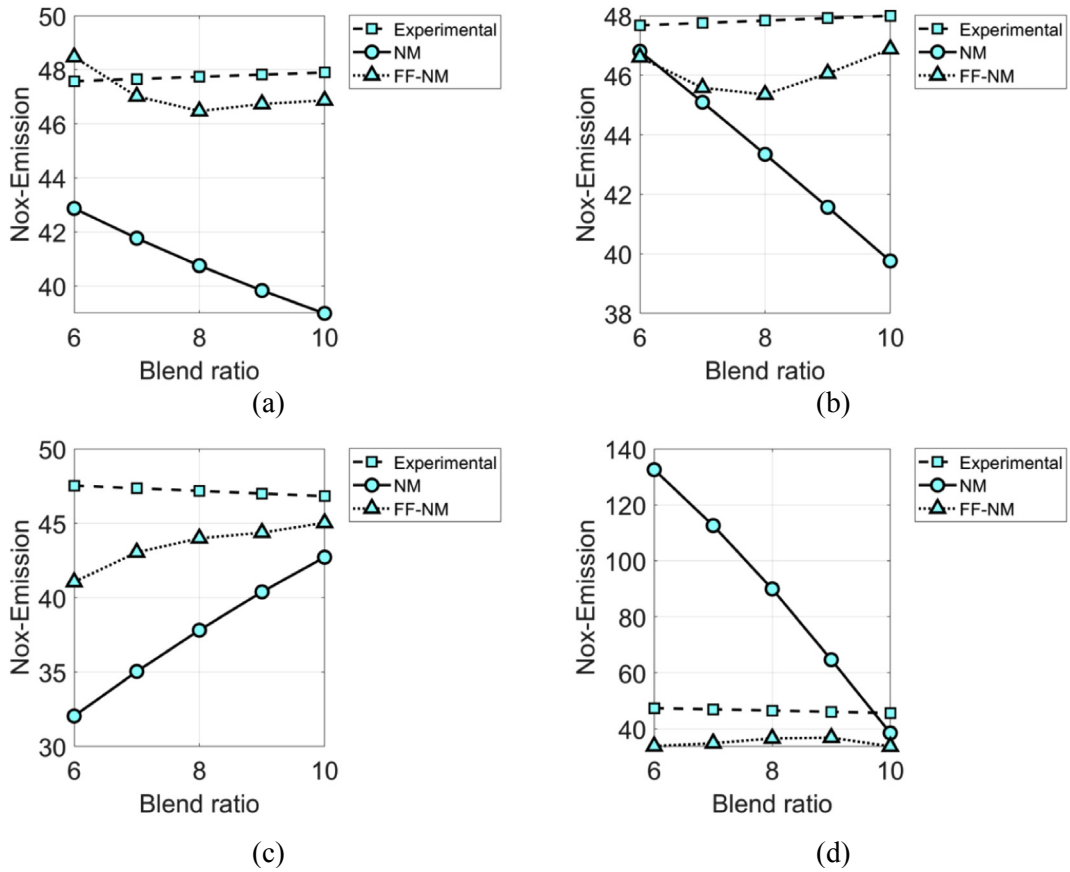 50
48
46
44
42
40
Nox-Emission
6
8
10
Blend ratio
Experimental
NM
FF-NM
(a)
48
46
44
42
40
38
Nox-Emission
6
8
10
Blend ratio
Experimental
NM
FF-NM
(b)
50
45
40
35
30
Nox-Emission
6
8
10
Blend ratio
Experimental
NM
FF-NM
(c)
140
120
100
80
60
40
Nox-Emission
6
8
10
Blend ratio
Experimental
NM
FF-NM
(d)